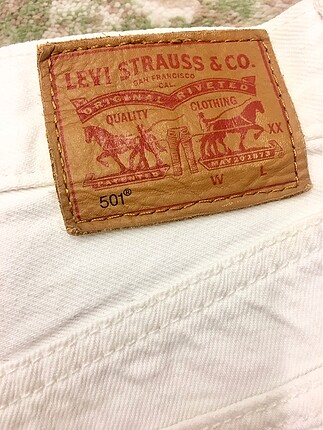 LEVI STRAUSS & CO.
SAN FRANCISCO
CAL.
ORIGINAL RIVETED
QUALITY CLOTHING
XX
PATENTED MAY 20 1873
501® W L